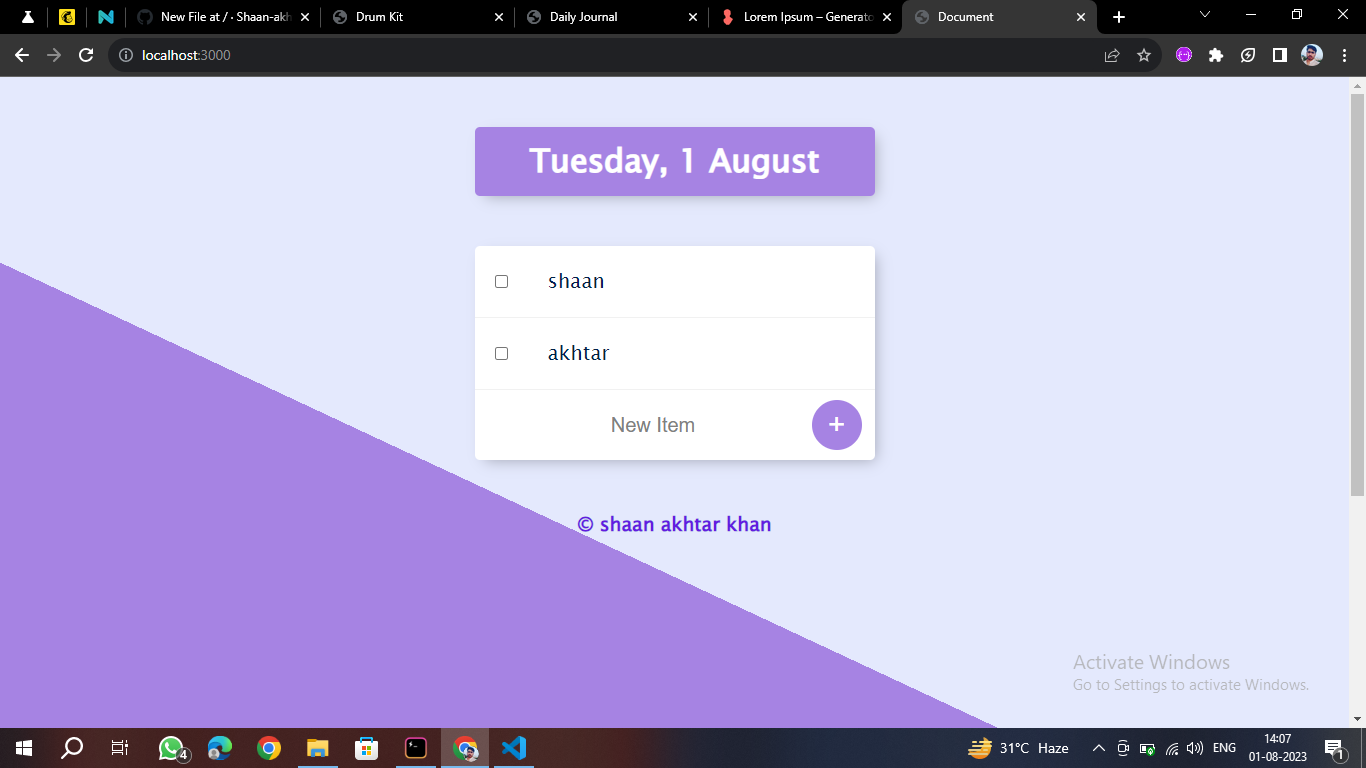 New File at / · Shaan-akh
Drum Kit
Daily Journal
Lorem Ipsum – Generato
Document
localhost:3000
Tuesday, 1 August
shaan
akhtar
New Item
+
© shaan akhtar khan
Activate Windows
Go to Settings to activate Windows.
4
31°C Haze
ENG
14:07
01-08-2023
1